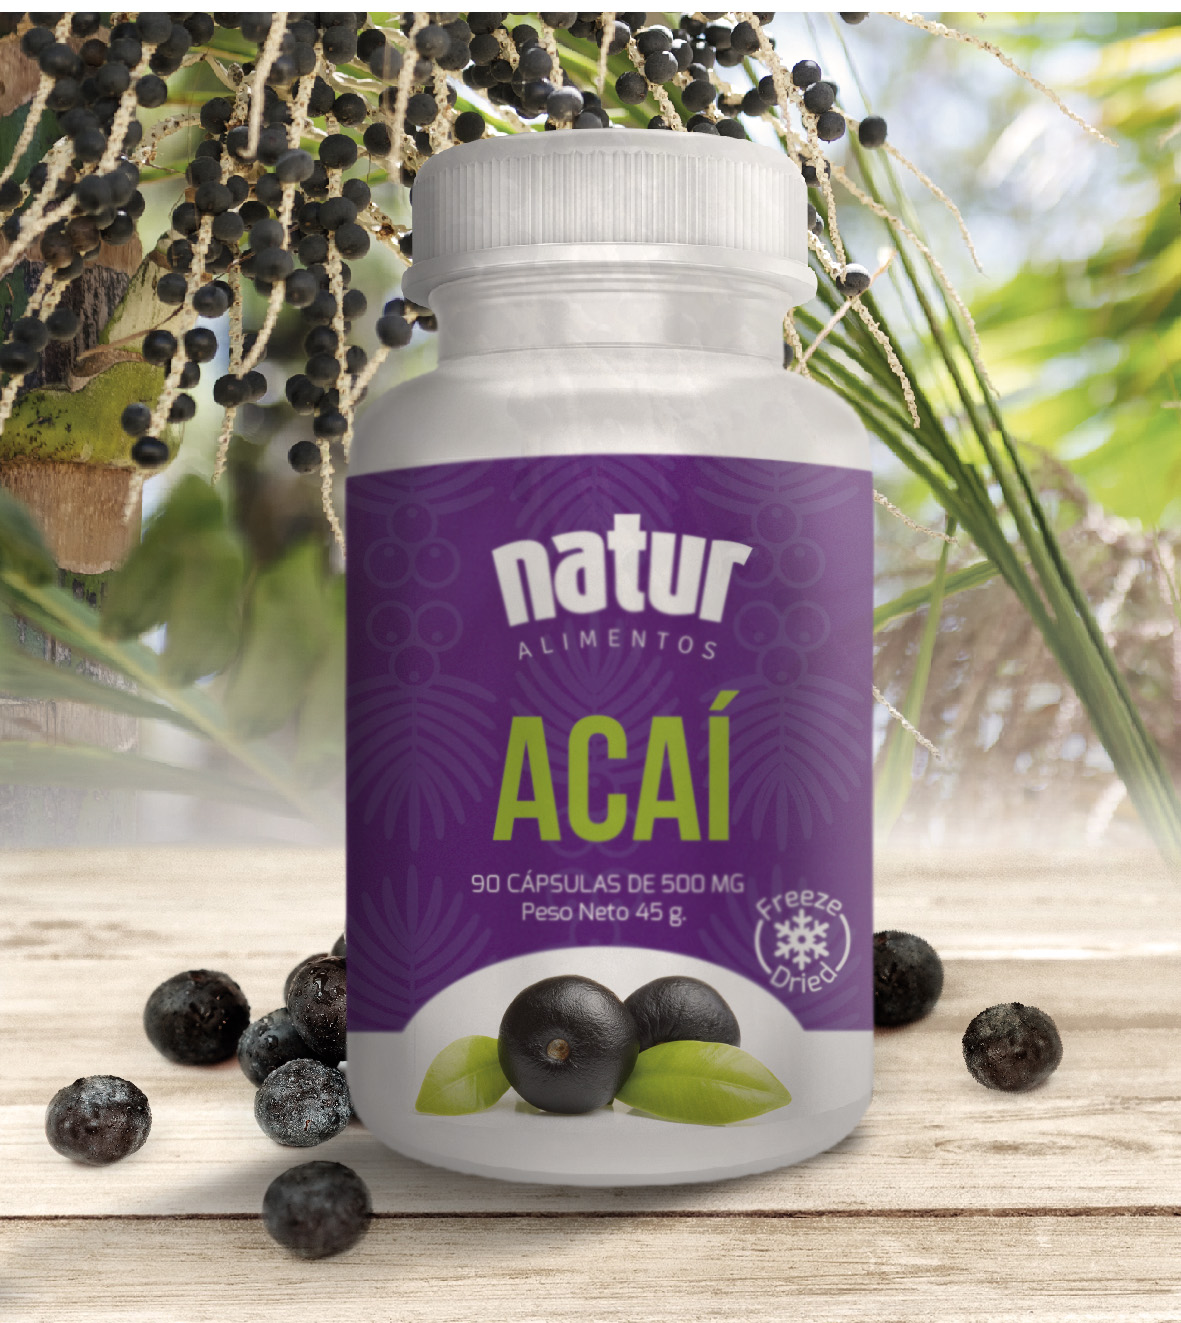 natur
ALIMENTOS
ACAÍ
90 CÁPSULAS DE 500 MG
Peso Neto 45 g.
Freeze
Dried